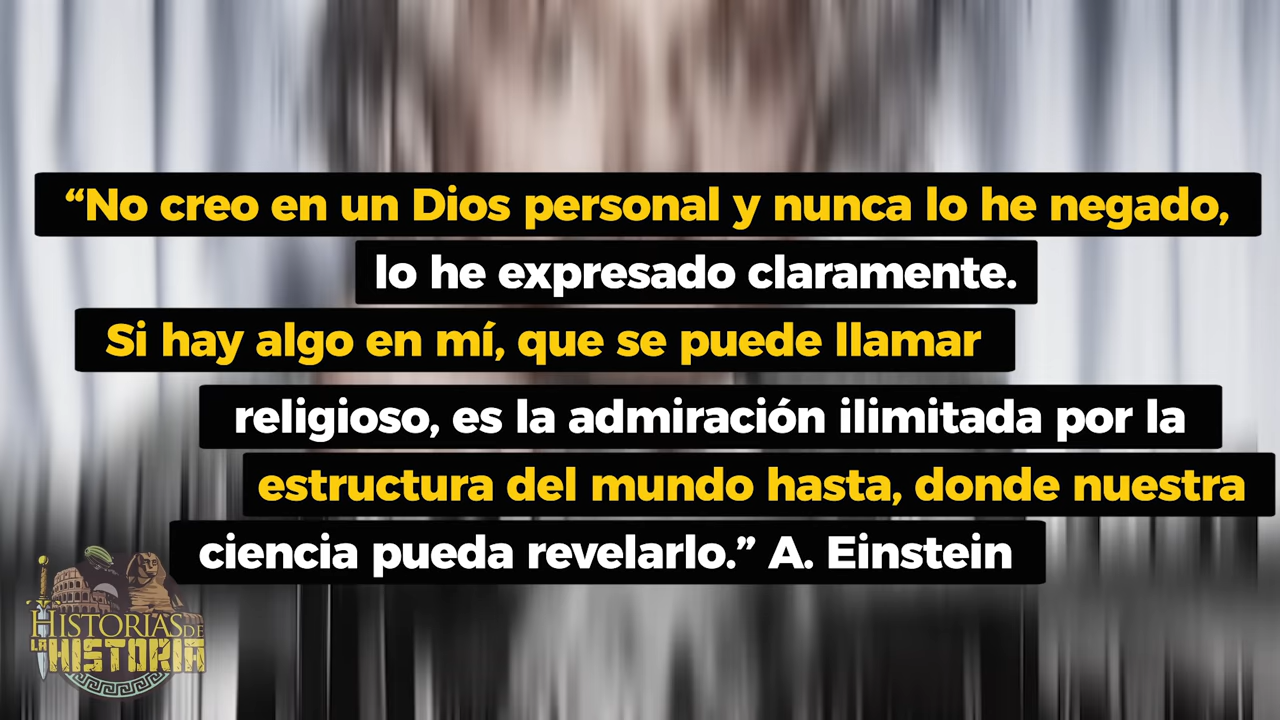 “No creo en un Dios personal y nunca lo he negado,
lo he expresado claramente.
Si hay algo en mí, que se puede llamar
religioso, es la admiración ilimitada por la
estructura del mundo hasta, donde nuestra
ciencia pueda revelarlo.” A. Einstein
HISTORIAS DE
LA HISTORIA